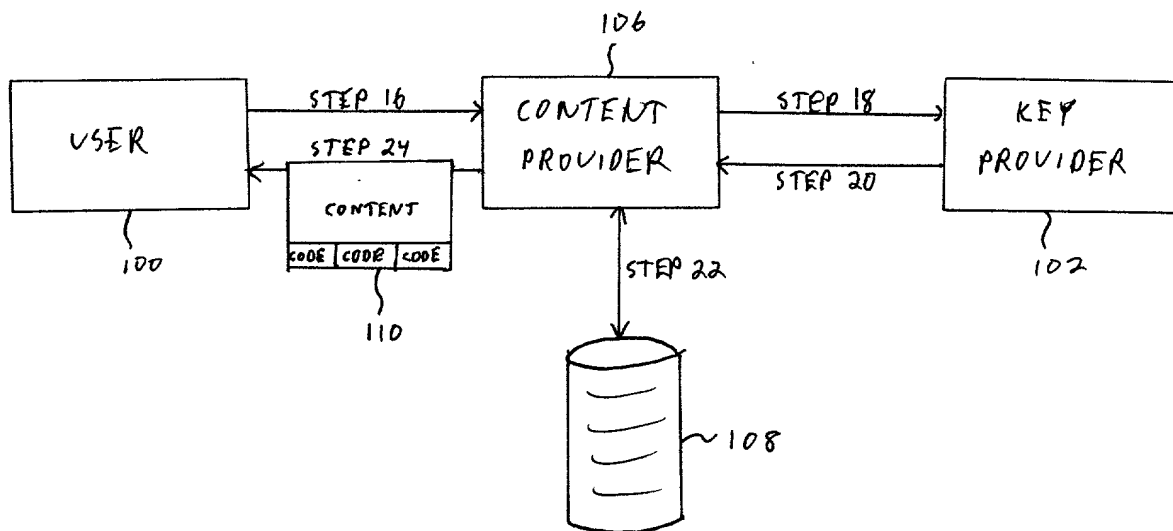 106
USER
STEP 16
CONTENT
PROVIDER
STEP 18
KEY
PROVIDER
STEP 24
STEP 20
CONTENT
CODE CODE CODE
100
110
STEP 22
102
108